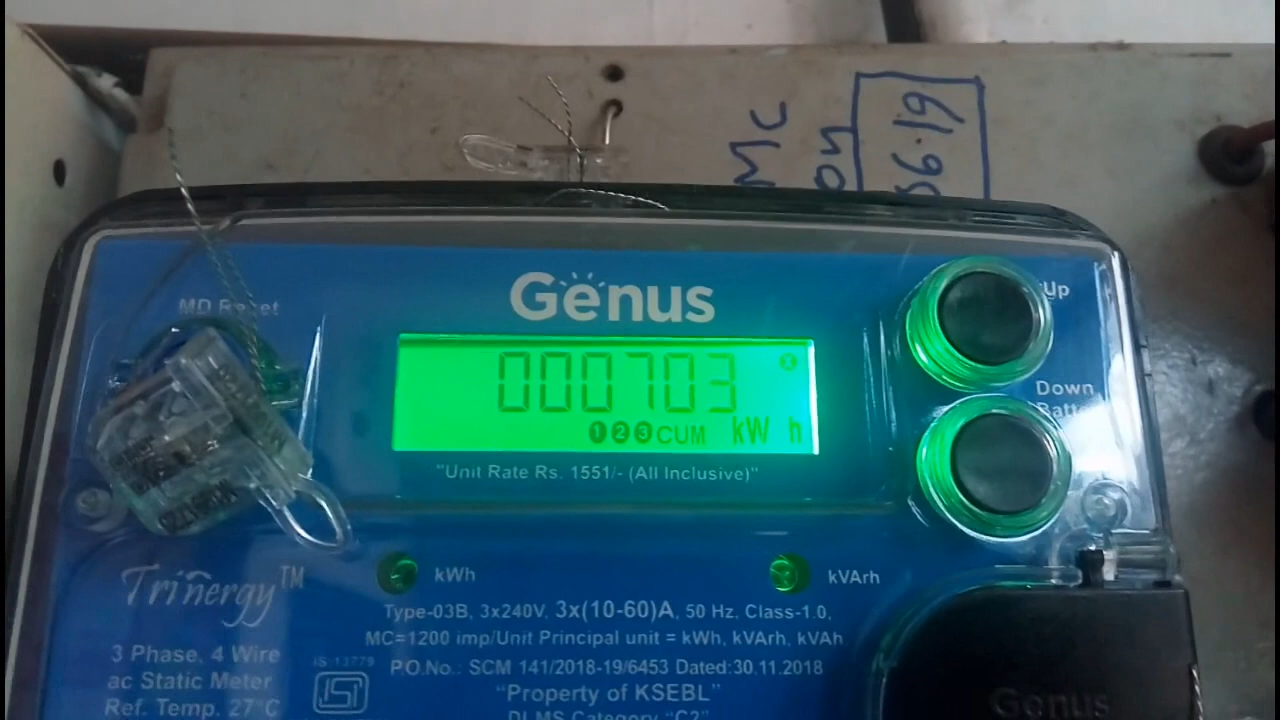 Mc
on
06.19
MD Reset
Genus
Up
000703
123CUM kW h
Down
"Unit Rate Rs. 1551/- (All Inclusive)"
Trinergy™
kWh
kVArh
Type-03B, 3x240V, 3x(10-60)A, 50 Hz, Class-1.0,
MC=1200 imp/Unit Principal unit = kWh, kVArh, kVAh
3 Phase, 4 Wire
ac Static Meter
Ref. Temp. 27°C
IS-13779
ISI
P.O.No.: SCM 141/2018-19/6453 Dated:30.11.2018
"Property of KSEBL"
DLMS Category "C2"
Genus